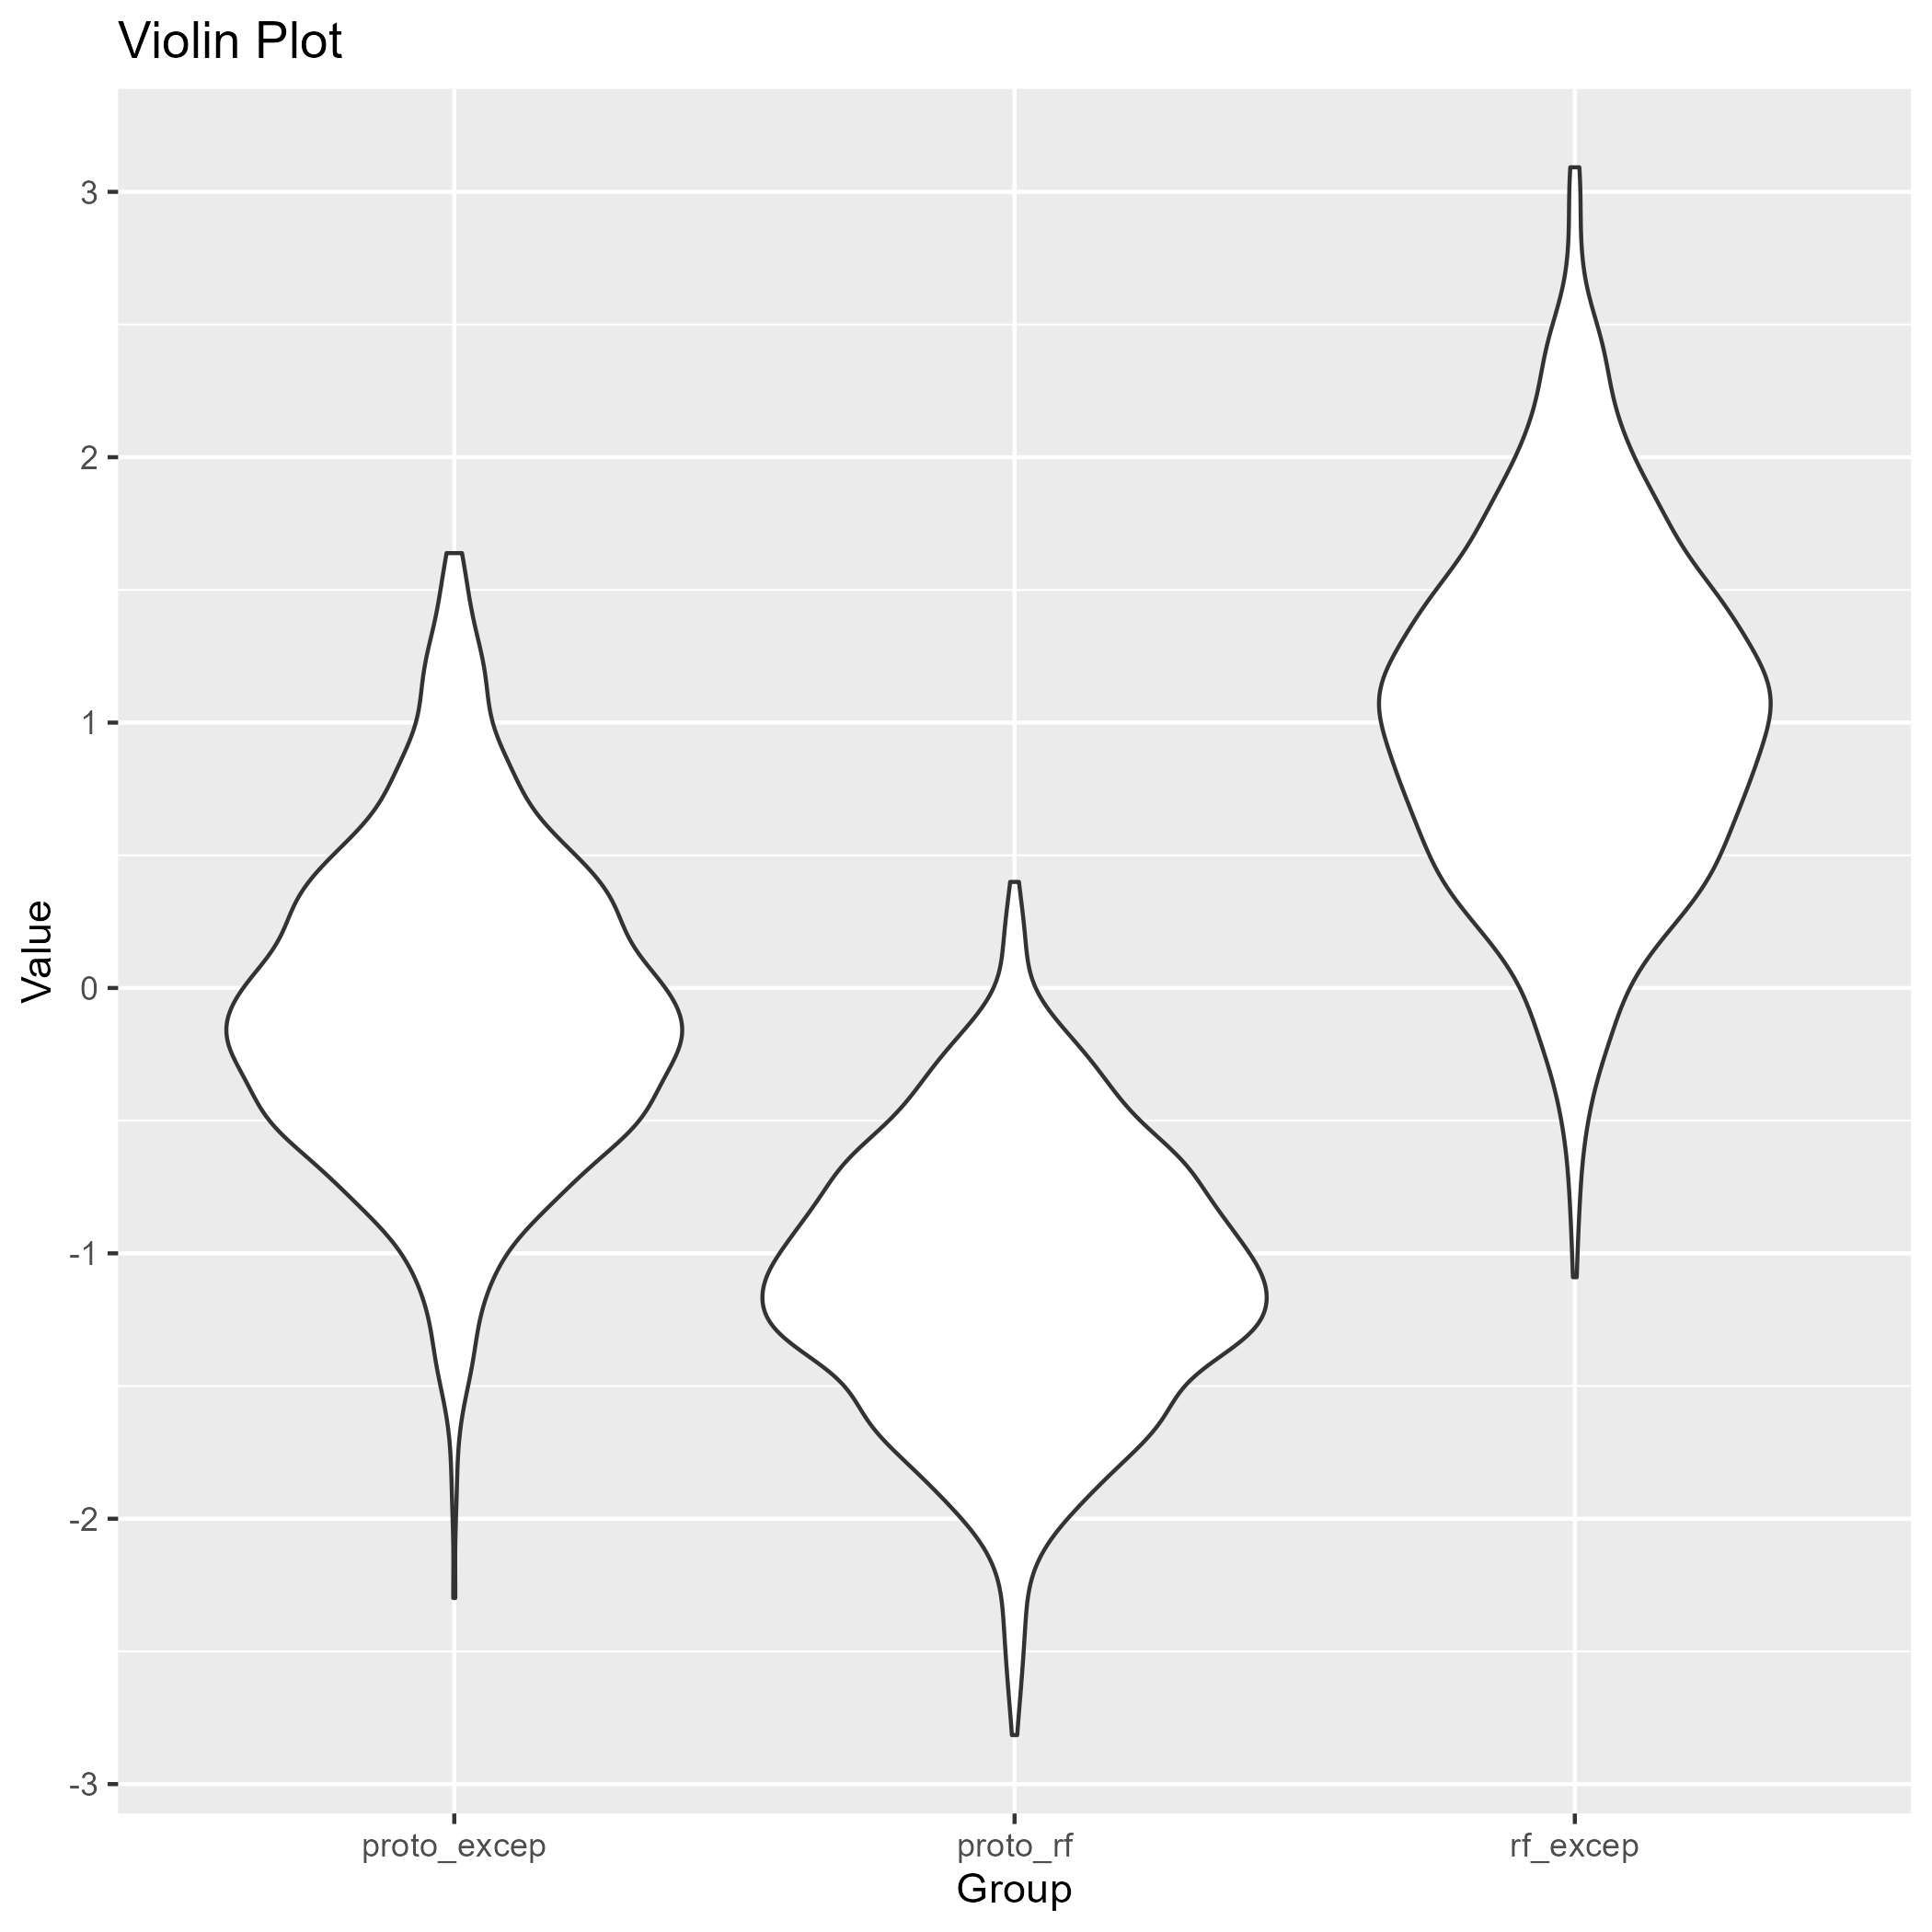 Violin Plot
3
2
1
0
-1
-2
-3
Value
proto_excep
proto_rf
rf_excep
Group